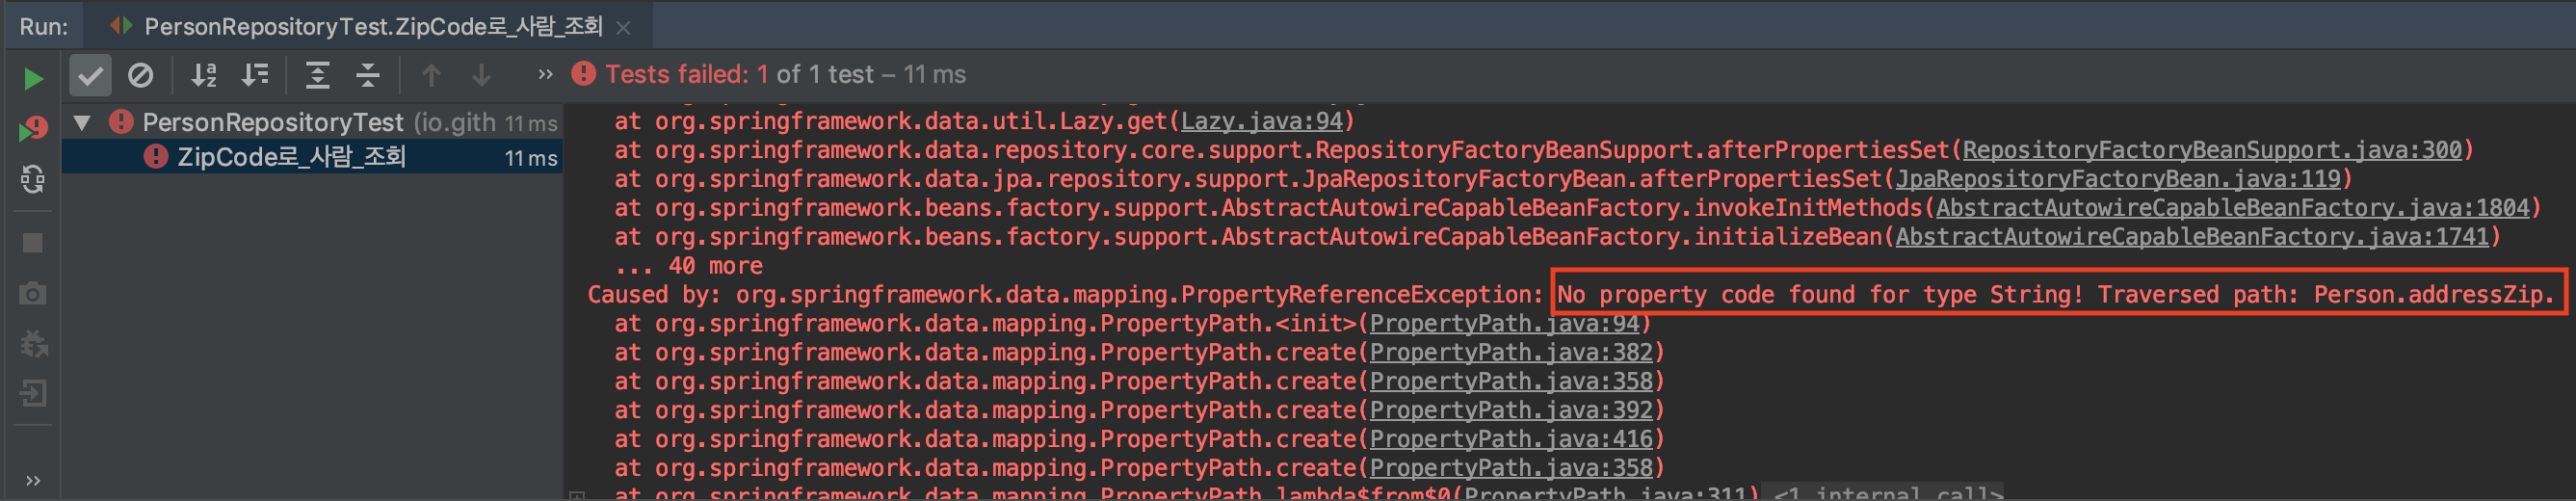 Run: PersonRepositoryTest.ZipCode로_사람_조회
Tests failed: 1 of 1 test – 11 ms
PersonRepositoryTest (io.gith 11 ms
ZipCode로_사람_조회 11 ms
at org.springframework.data.util.Lazy.get(Lazy.java:94)
at org.springframework.data.repository.core.support.RepositoryFactoryBeanSupport.afterPropertiesSet(RepositoryFactoryBeanSupport.java:300)
at org.springframework.data.jpa.repository.support.JpaRepositoryFactoryBean.afterPropertiesSet(JpaRepositoryFactoryBean.java:119)
at org.springframework.beans.factory.support.AbstractAutowireCapableBeanFactory.invokeInitMethods(AbstractAutowireCapableBeanFactory.java:1804)
at org.springframework.beans.factory.support.AbstractAutowireCapableBeanFactory.initializeBean(AbstractAutowireCapableBeanFactory.java:1741)
... 40 more
Caused by: org.springframework.data.mapping.PropertyReferenceException: No property code found for type String! Traversed path: Person.addressZip.
at org.springframework.data.mapping.PropertyPath.<init>(PropertyPath.java:94)
at org.springframework.data.mapping.PropertyPath.create(PropertyPath.java:382)
at org.springframework.data.mapping.PropertyPath.create(PropertyPath.java:358)
at org.springframework.data.mapping.PropertyPath.create(PropertyPath.java:392)
at org.springframework.data.mapping.PropertyPath.create(PropertyPath.java:416)
at org.springframework.data.mapping.PropertyPath.create(PropertyPath.java:358)
at org.springframework.data.mapping.PropertyPath.lambda$from$0(PropertyPath.java:311) <1 internal call>